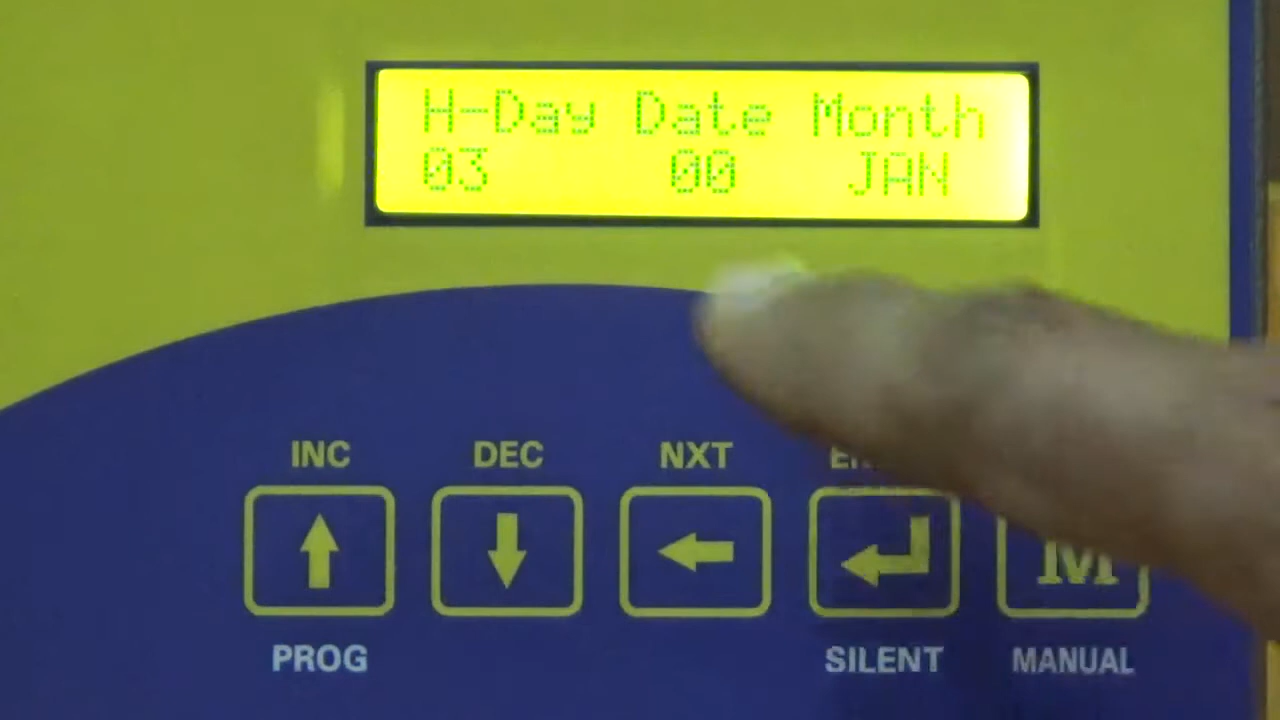 H-Day Date Month
03 00 JAN
INC DEC NXT
M
PROG SILENT MANUAL